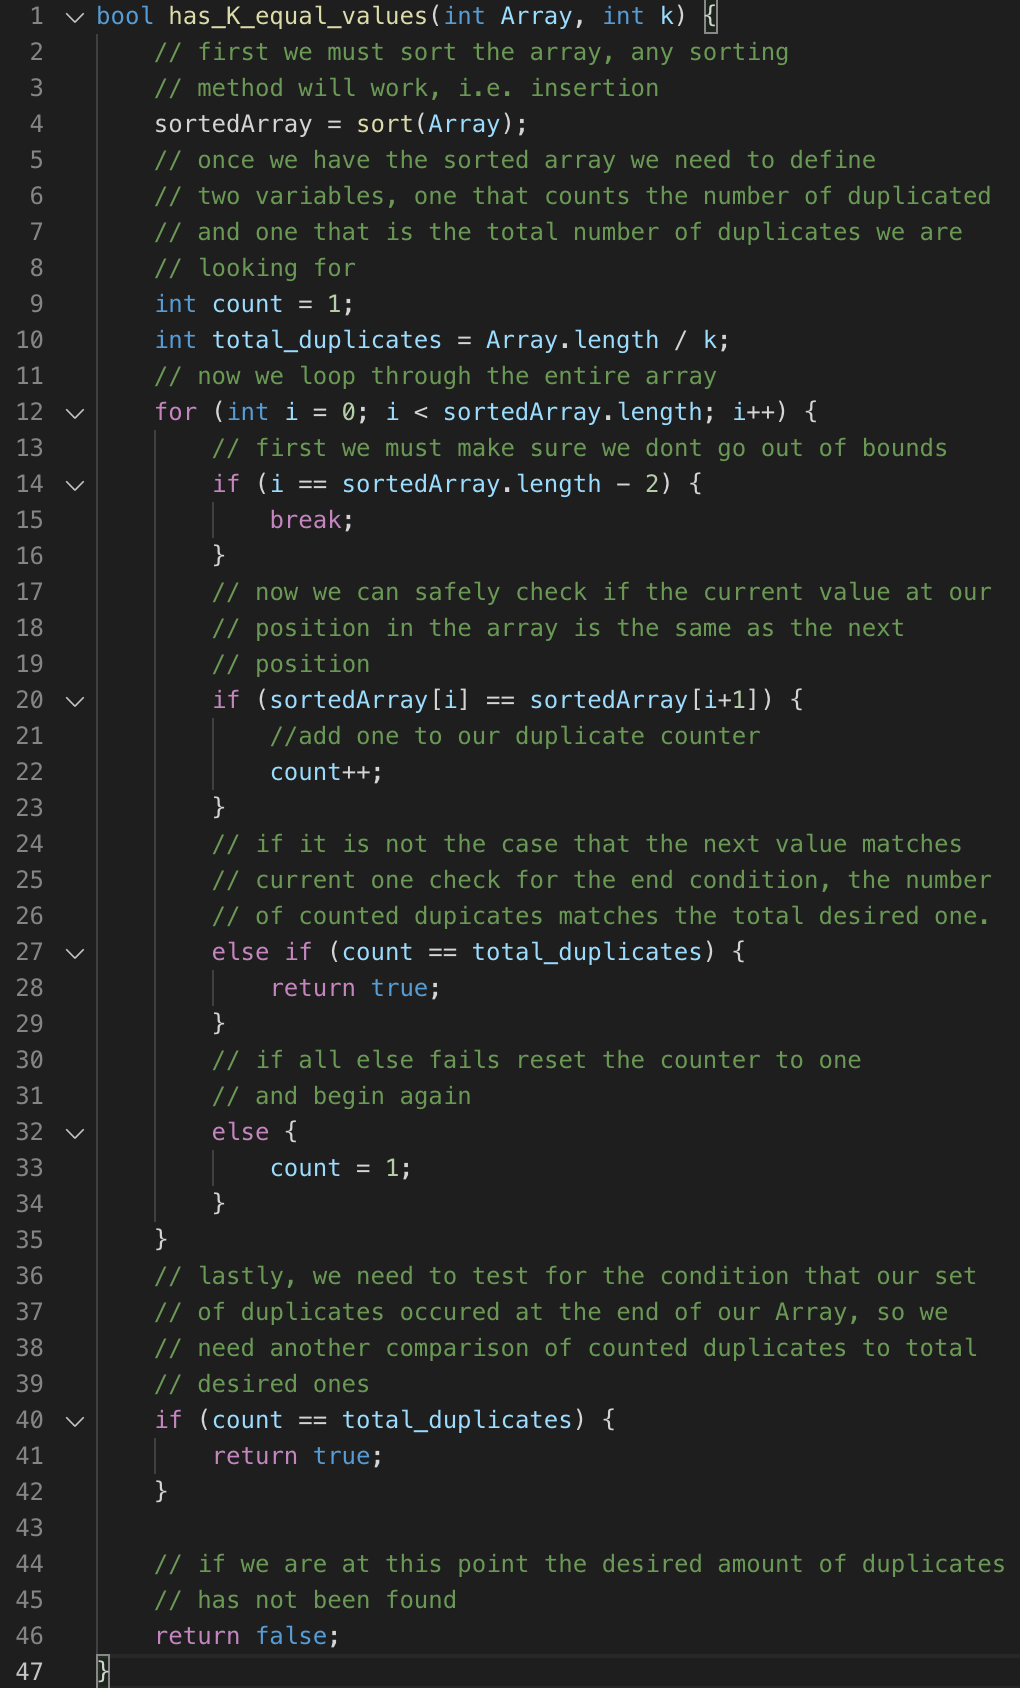 1 bool has_K_equal_values(int Array, int k) {
2 // first we must sort the array, any sorting
3 // method will work, i.e. insertion
4 sortedArray = sort(Array);
5 // once we have the sorted array we need to define
6 // two variables, one that counts the number of duplicated
7 // and one that is the total number of duplicates we are
8 // looking for
9 int count = 1;
10 int total_duplicates = Array.length / k;
11 // now we loop through the entire array
12 for (int i = 0; i < sortedArray.length; i++) {
13 // first we must make sure we dont go out of bounds
14 if (i == sortedArray.length - 2) {
15 break;
16 }
17 // now we can safely check if the current value at our
18 // position in the array is the same as the next
19 // position
20 if (sortedArray[i] == sortedArray[i+1]) {
21 //add one to our duplicate counter
22 count++;
23 }
24 // if it is not the case that the next value matches
25 // current one check for the end condition, the number
26 // of counted dupicates matches the total desired one.
27 else if (count == total_duplicates) {
28 return true;
29 }
30 // if all else fails reset the counter to one
31 // and begin again
32 else {
33 count = 1;
34 }
35 }
36 // lastly, we need to test for the condition that our set
37 // of duplicates occured at the end of our Array, so we
38 // need another comparison of counted duplicates to total
39 // desired ones
40 if (count == total_duplicates) {
41 return true;
42 }
43
44 // if we are at this point the desired amount of duplicates
45 // has not been found
46 return false;
47 }